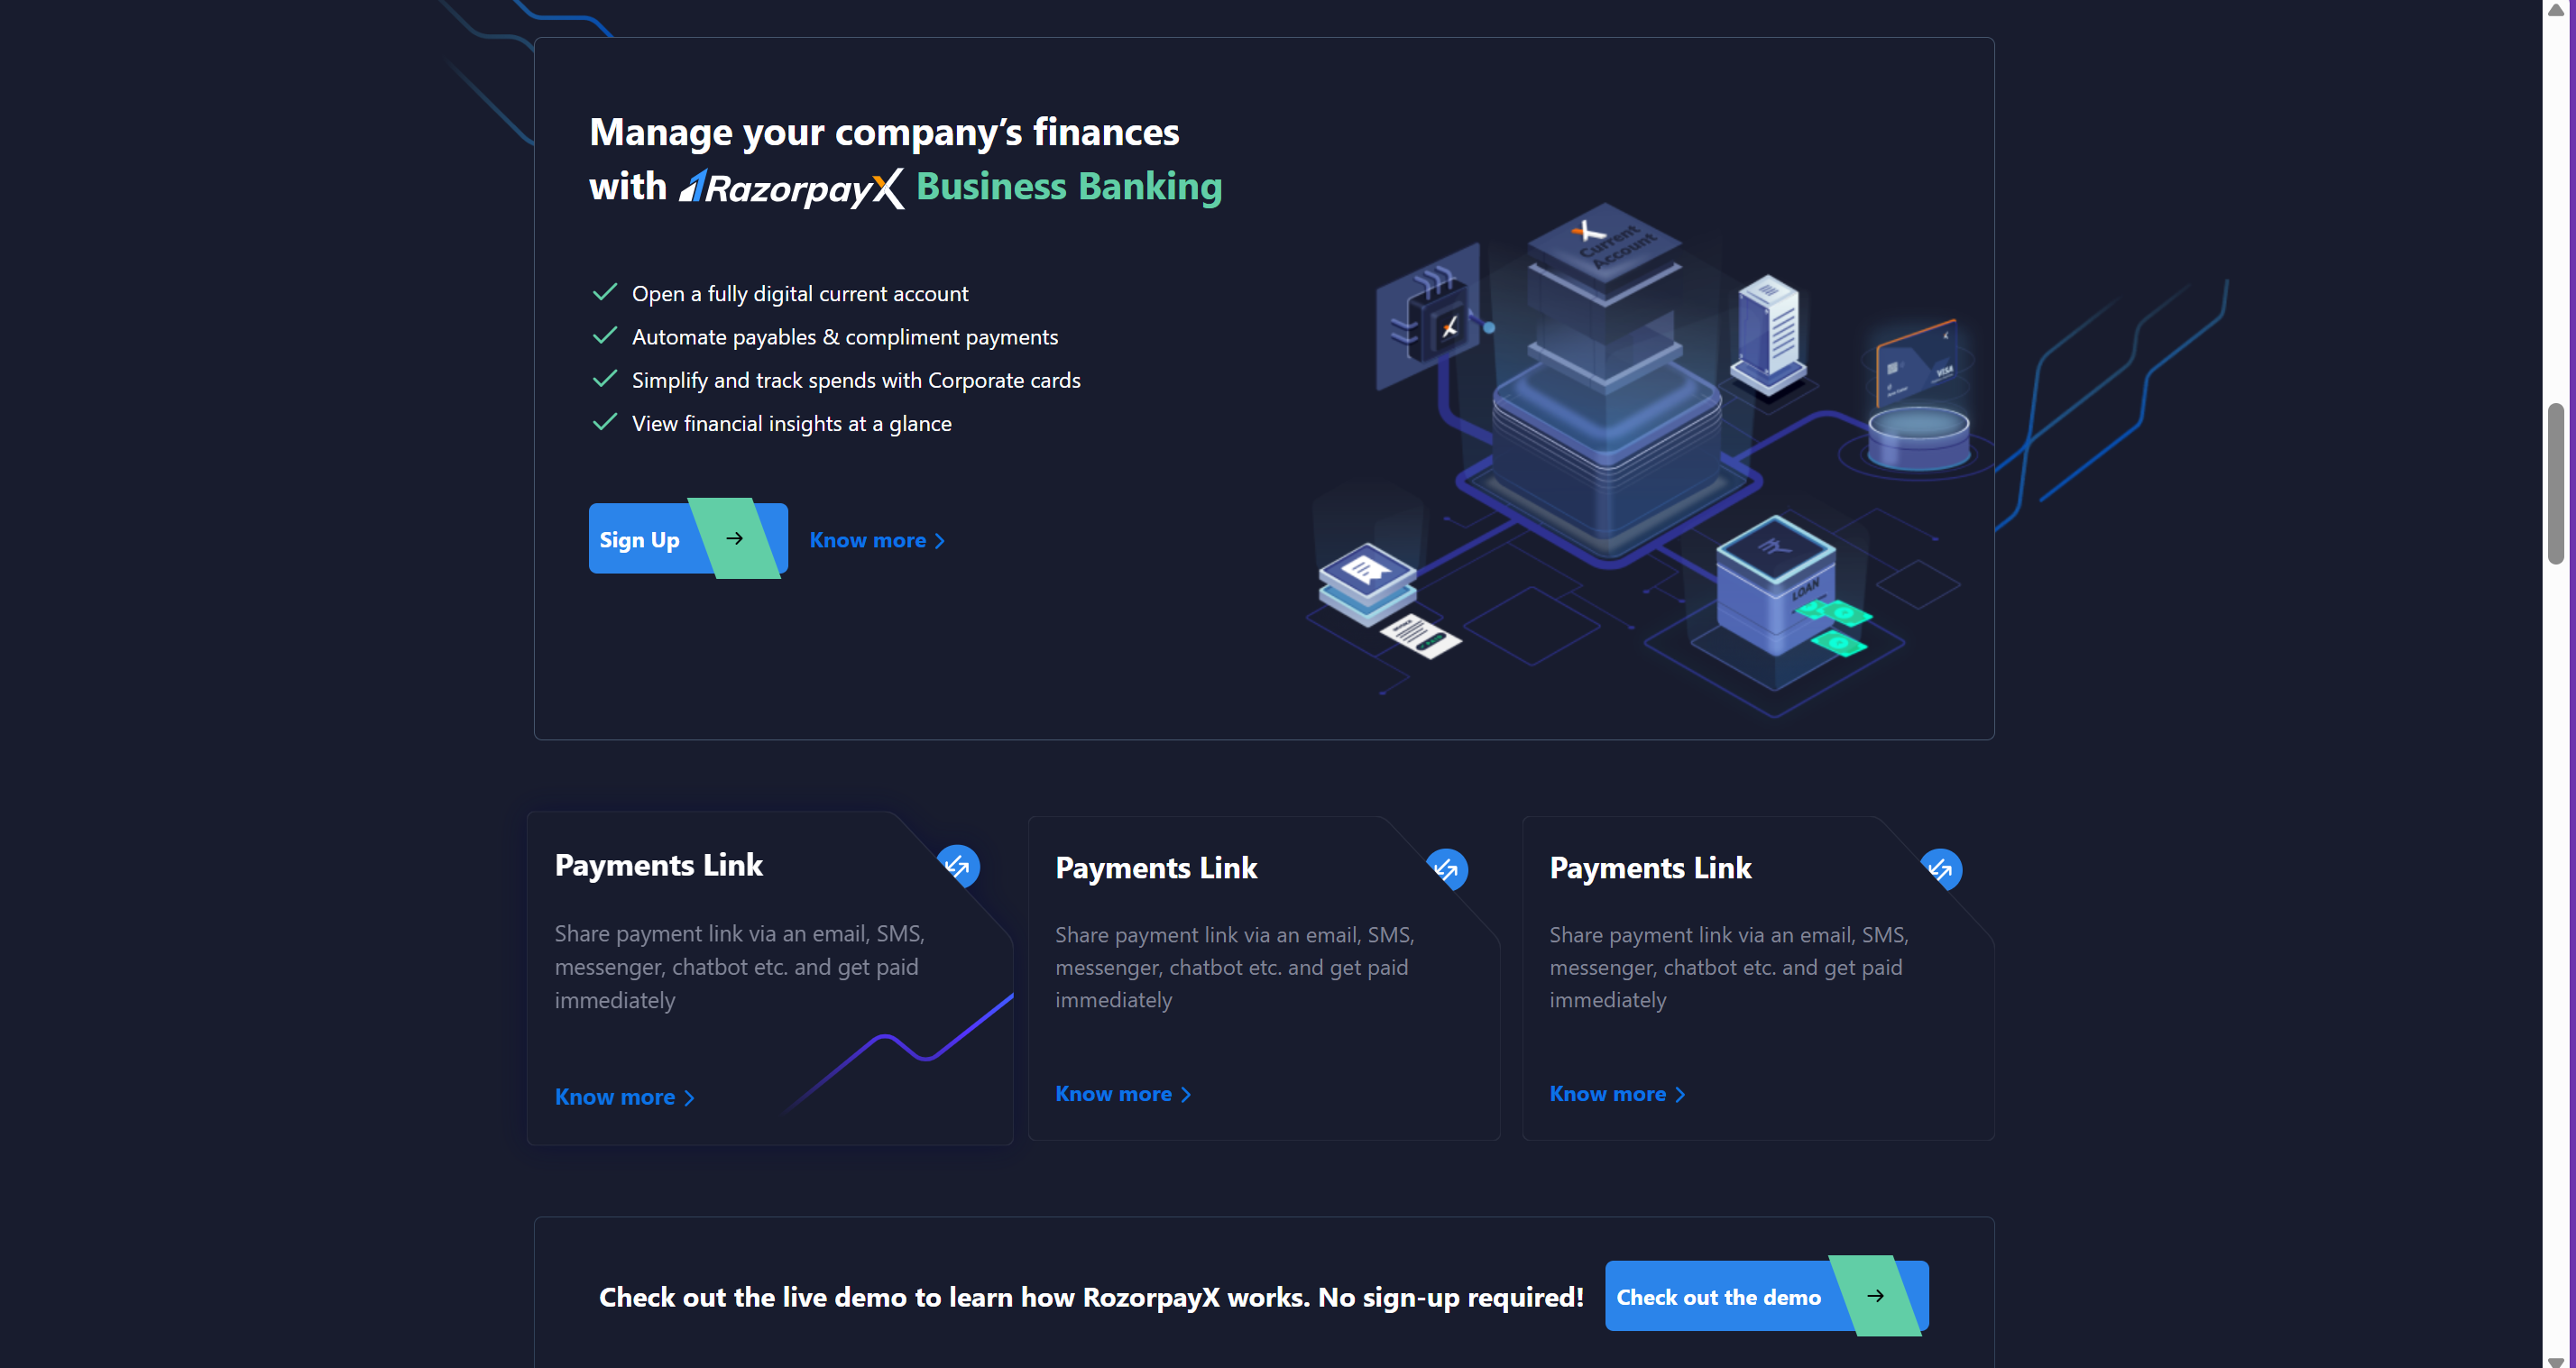 Manage your company’s finances
with RazorpayX Business Banking
Open a fully digital current account
Automate payables & compliment payments
Simplify and track spends with Corporate cards
View financial insights at a glance
Sign Up
Know more
Current
Account
VISA
LOAN
Payments Link
Share payment link via an email, SMS,
messenger, chatbot etc. and get paid
immediately
Know more
Payments Link
Share payment link via an email, SMS,
messenger, chatbot etc. and get paid
immediately
Know more
Payments Link
Share payment link via an email, SMS,
messenger, chatbot etc. and get paid
immediately
Know more
Check out the live demo to learn how RozorpayX works. No sign-up required!
Check out the demo